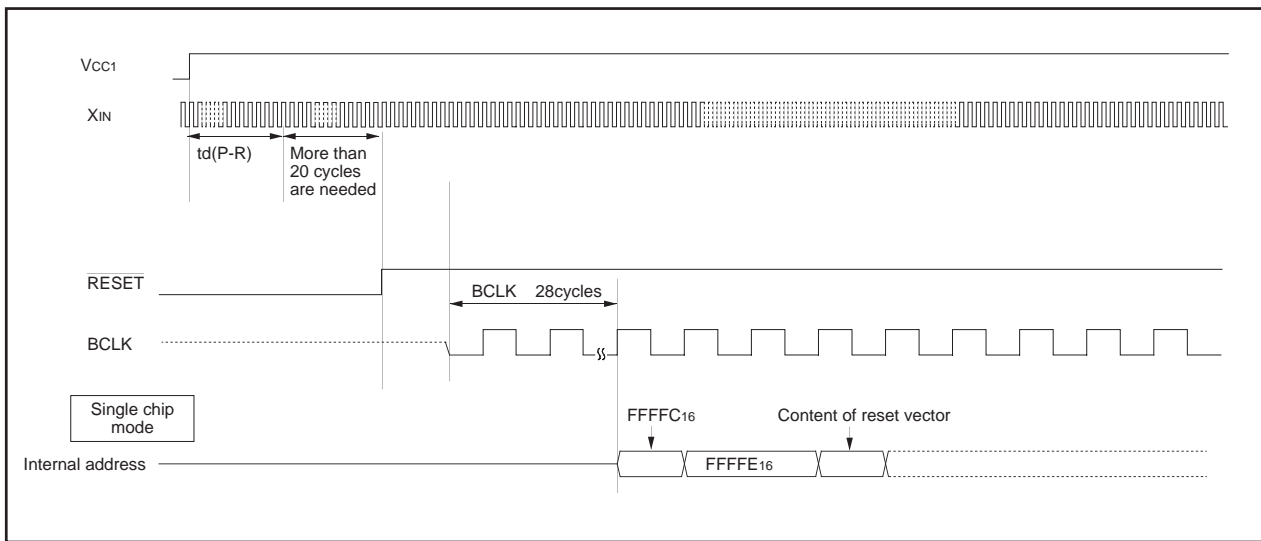 VCC1
XIN
td(P-R)
More than
20 cycles
are needed
RESET
BCLK 28cycles
BCLK
Single chip
mode
FFFFC16
Content of reset vector
Internal address
FFFFE16